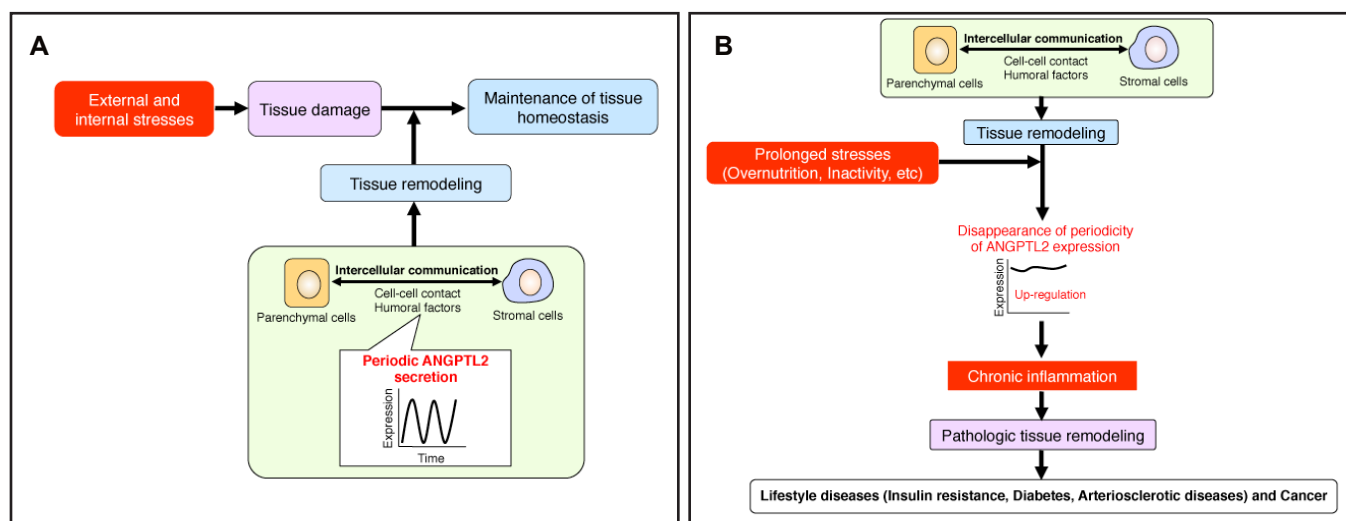 A
External and
internal stresses
Tissue damage
Maintenance of tissue
homeostasis
Tissue remodeling
Intercellular communication
Cell-cell contact
Humoral factors
Parenchymal cells
Stromal cells
Periodic ANGPTL2
secretion
Expression
Time
B
Intercellular communication
Cell-cell contact
Humoral factors
Parenchymal cells
Stromal cells
Tissue remodeling
Prolonged stresses
(Overnutrition, Inactivity, etc)
Disappearance of periodicity
of ANGPTL2 expression
Expression
Up-regulation
Chronic inflammation
Pathologic tissue remodeling
Lifestyle diseases (Insulin resistance, Diabetes, Arteriosclerotic diseases) and Cancer